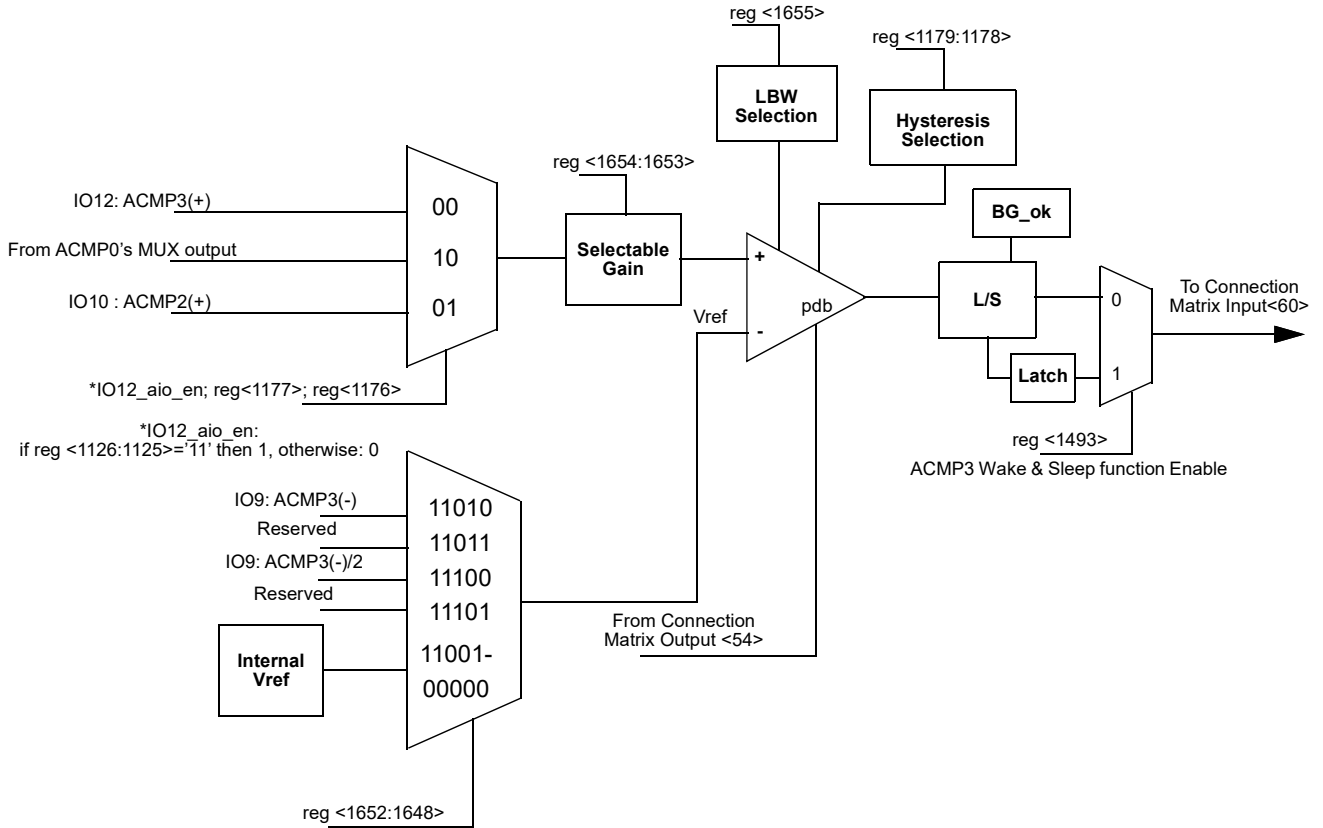 reg <1655>
reg <1179:1178>
LBW
Selection
Hysteresis
Selection
reg <1654:1653>
IO12: ACMP3(+)
00
From ACMP0's MUX output
10
IO10 : ACMP2(+)
01
Selectable
Gain
BG_ok
+
L/S
0
To Connection
Matrix Input<60>
pdb
Vref
-
Latch
1
*IO12_aio_en; reg<1177>; reg<1176>
*IO12_aio_en:
if reg <1126:1125>='11' then 1, otherwise: 0
reg <1493>
ACMP3 Wake & Sleep function Enable
IO9: ACMP3(-)
11010
Reserved
11011
IO9: ACMP3(-)/2
11100
Reserved
11101
From Connection
Matrix Output <54>
Internal
Vref
11001-
00000
reg <1652:1648>